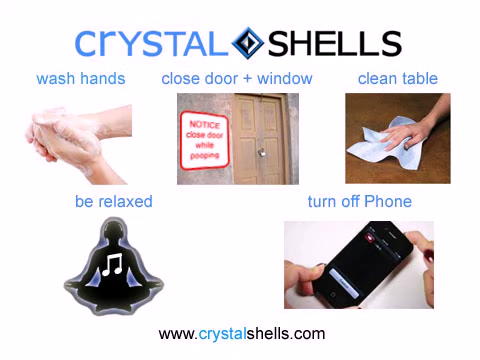 CRYSTAL SHELLS
wash hands
close door + window
clean table
NOTICE
close door
while
pooping
be relaxed
turn off Phone
www.crystalshells.com